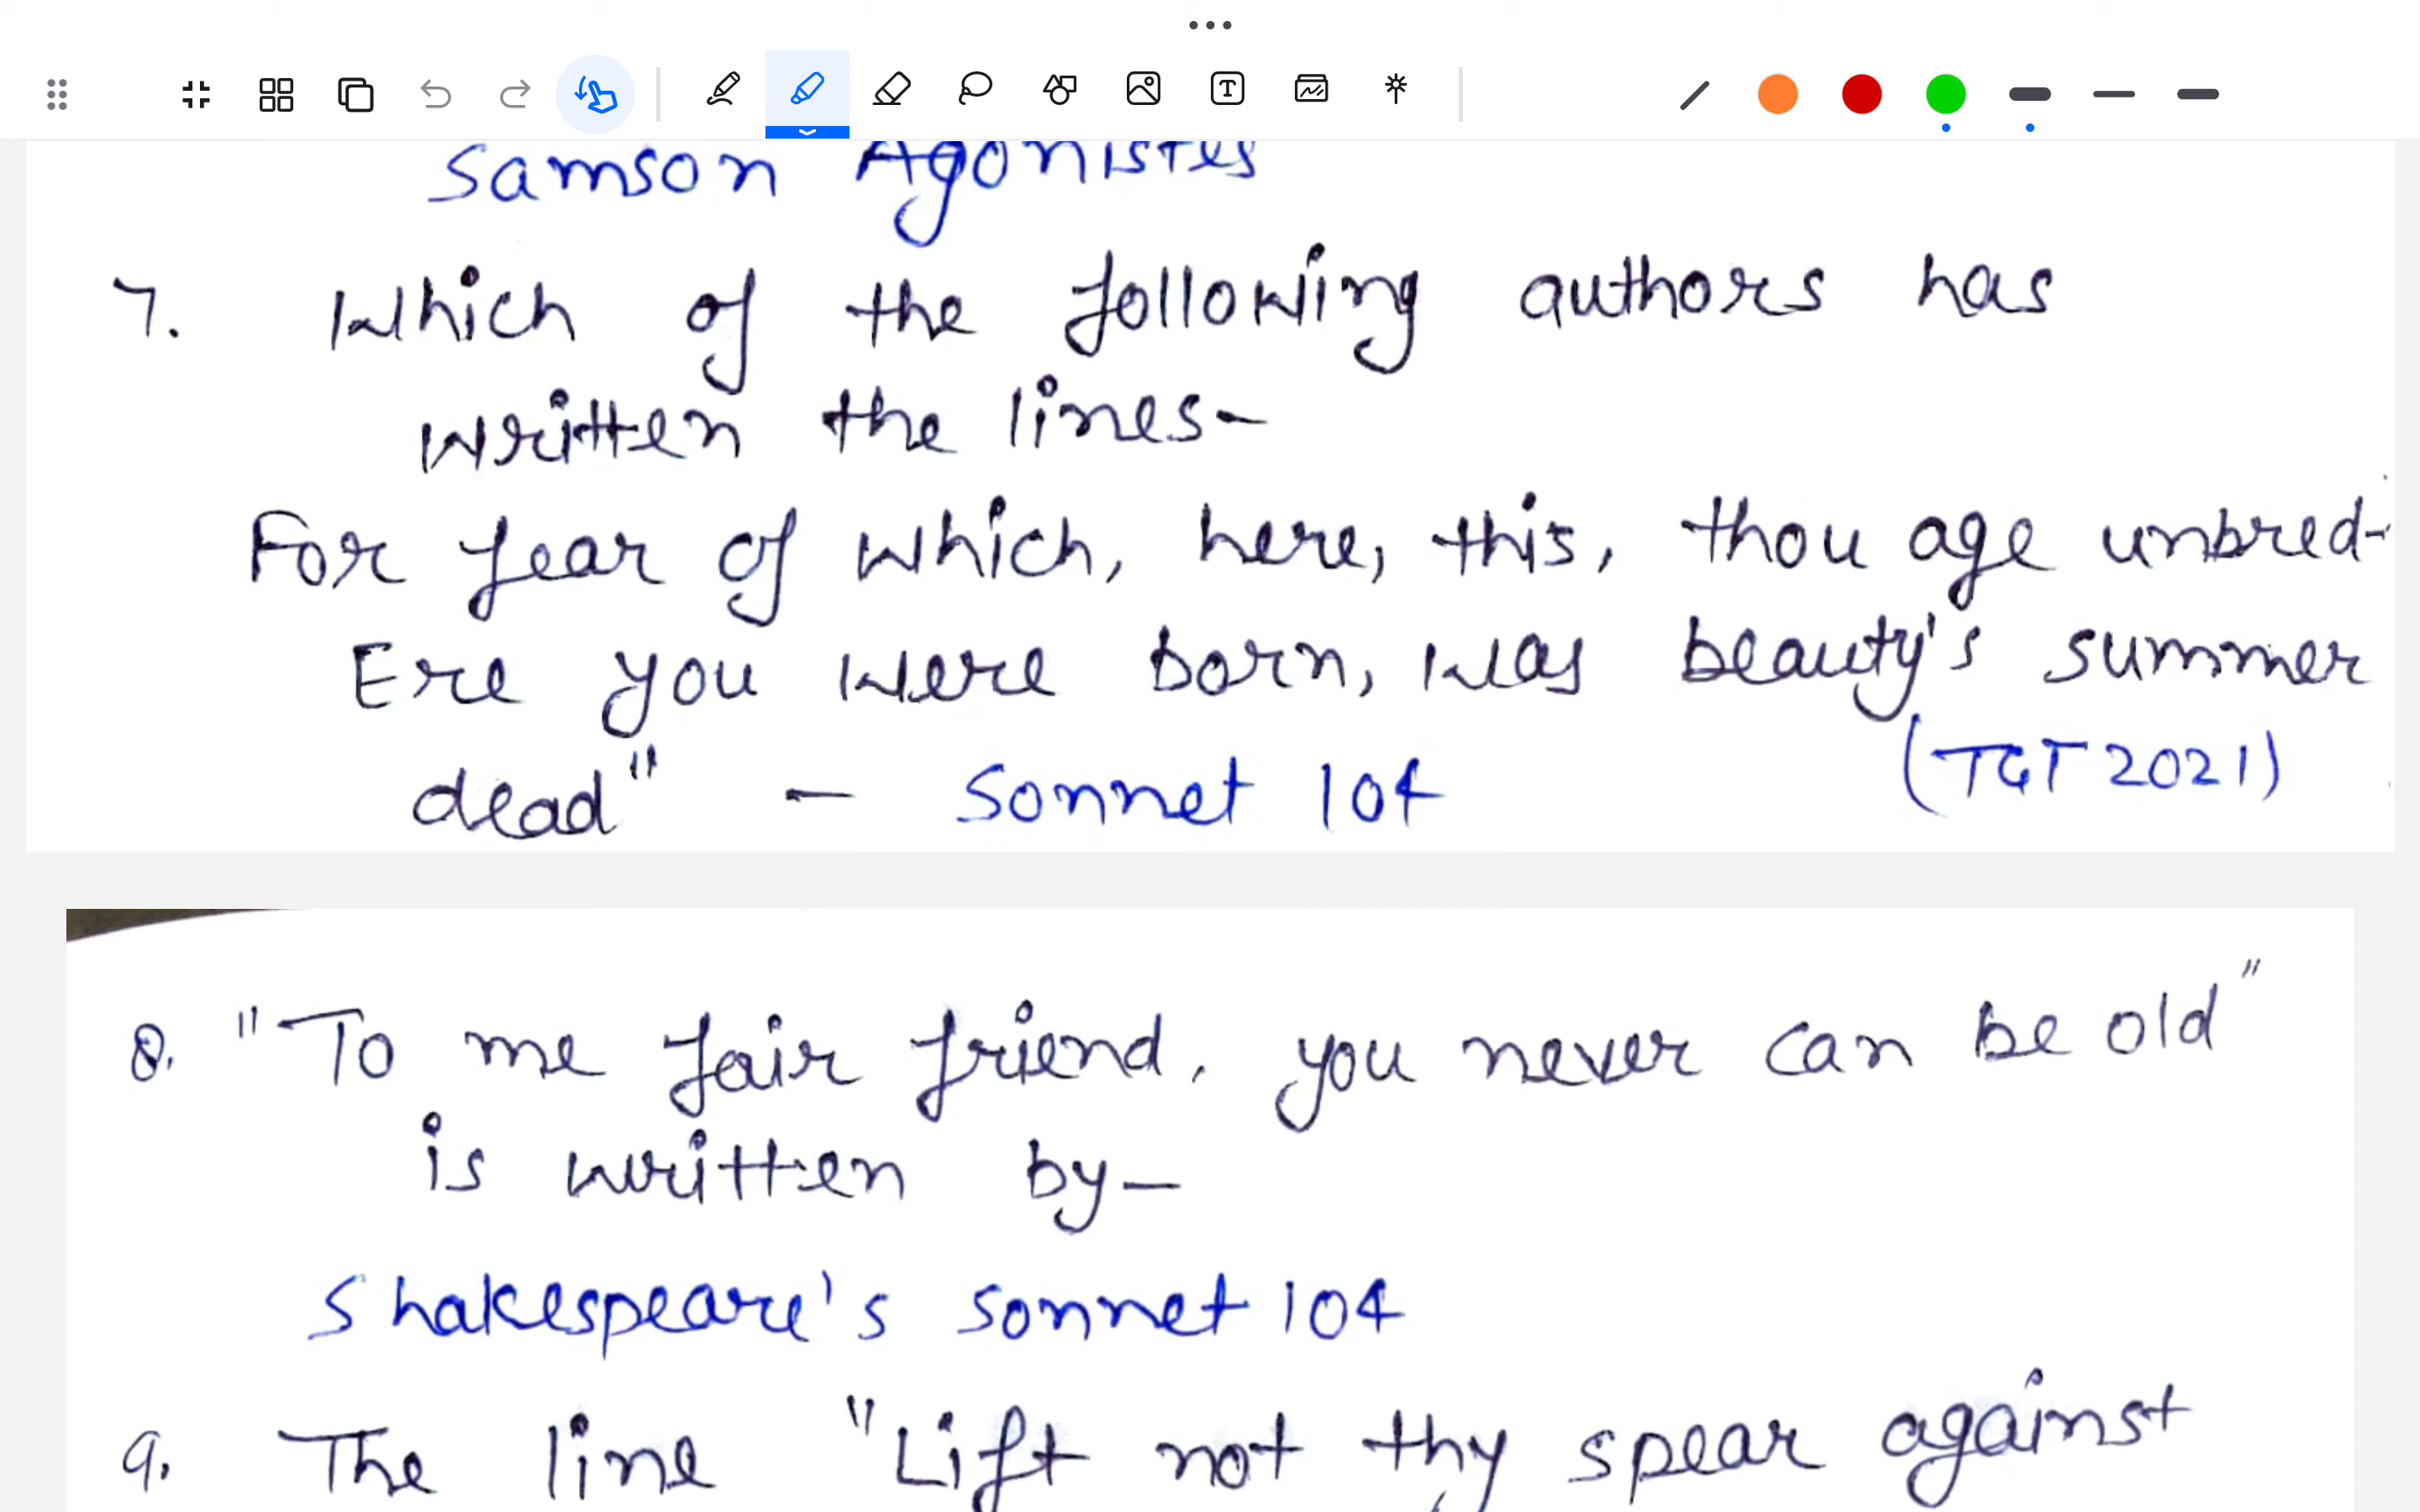 Samson Agonistes
7. Which of the following authors has
written the lines-
For fear of which, here, this, thou age unbred-
Ere you were born, was beauty's summer
dead" - Sonnet 104
(TGT 2021)
8. "To me fair friend, you never can be old"
is written by-
Shakespeare's sonnet 104
9. The line "Lift not thy spear against